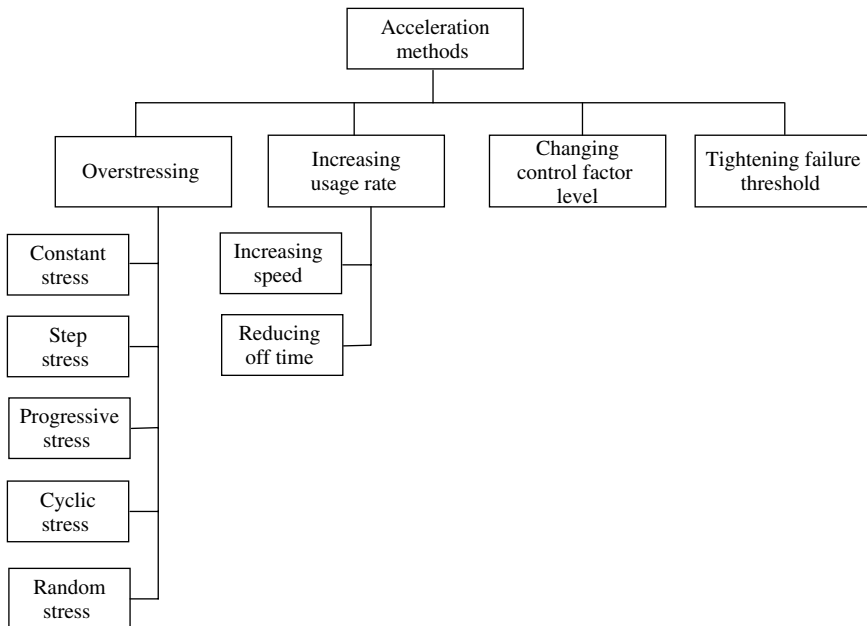 Acceleration
methods
Overstressing
Increasing
usage rate
Changing
control factor
level
Tightening failure
threshold
Constant
stress
Increasing
speed
Step
stress
Reducing
off time
Progressive
stress
Cyclic
stress
Random
stress